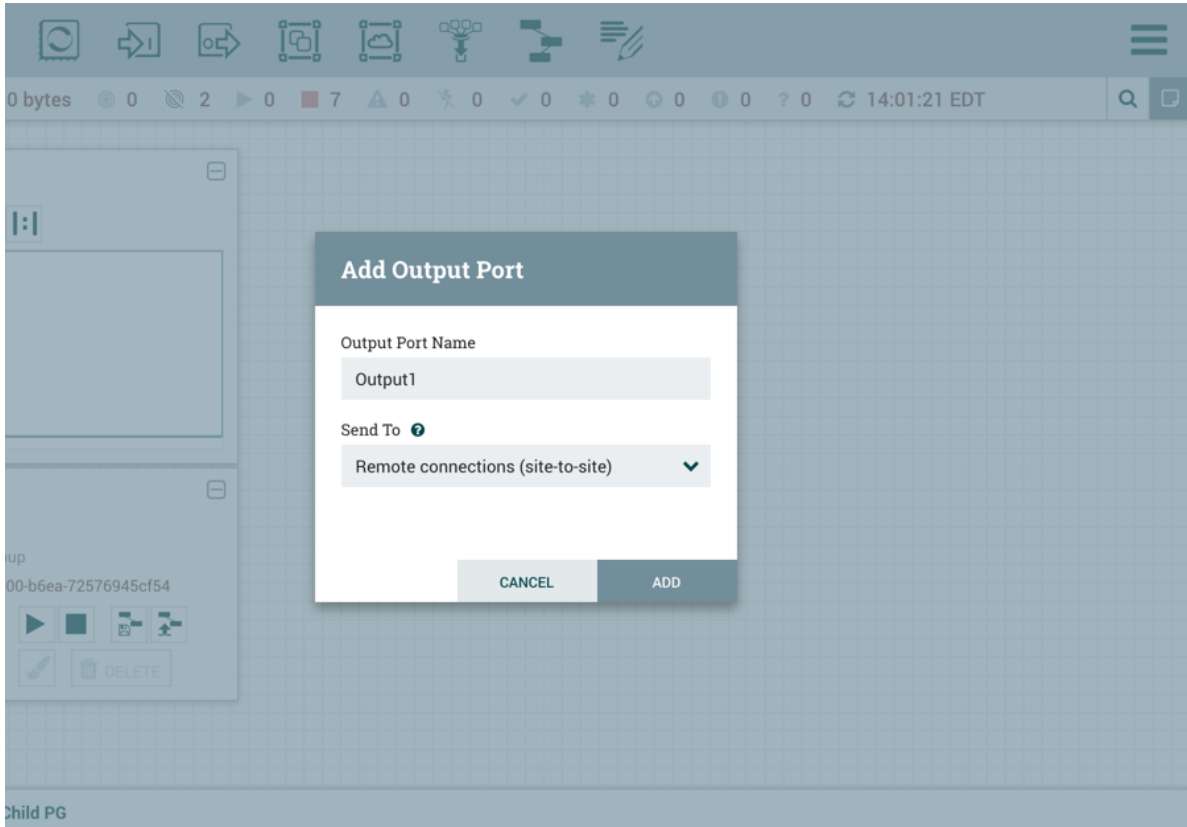 0 bytes 0 2 0 7 0 0 0 0 0 0 ? 0 14:01:21 EDT
Add Output Port
Output Port Name
Output1
Send To ?
Remote connections (site-to-site)
CANCEL ADD
00-b6ea-72576945cf54
DELETE
Child PG